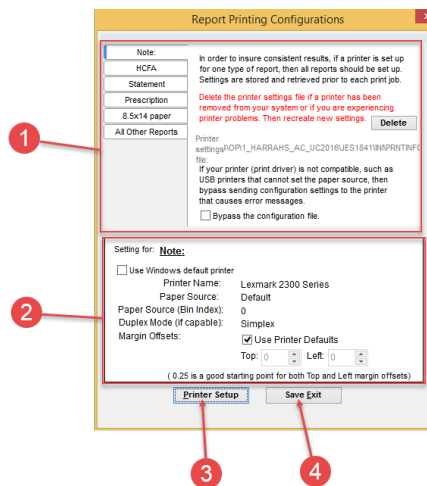 Report Printing Configurations
x
Note:
HCFA
Statement
Prescription
8.5x14 paper
All Other Reports
In order to insure consistent results, if a printer is set up
for one type of report, then all reports should be set up.
Settings are stored and retrieved prior to each print job.
Delete the printer settings file if a printer has been
removed from your system or if you are experiencing
printer problems. Then recreate new settings.
Delete
Printer
settings
file:
If your printer (print driver) is not compatible, such as
USB printers that cannot set the paper source, then
bypass sending configuration settings to the printer
that causes error messages.
Bypass the configuration file.
1
Setting for: Note:
Use Windows default printer
Printer Name: Lexmark 2300 Series
Paper Source: Default
Paper Source (Bin Index): 0
Duplex Mode (if capable): Simplex
Margin Offsets: Use Printer Defaults
Top: 0 Left: 0
( 0.25 is a good starting point for both Top and Left margin offsets)
2
Printer Setup Save Exit
3 4